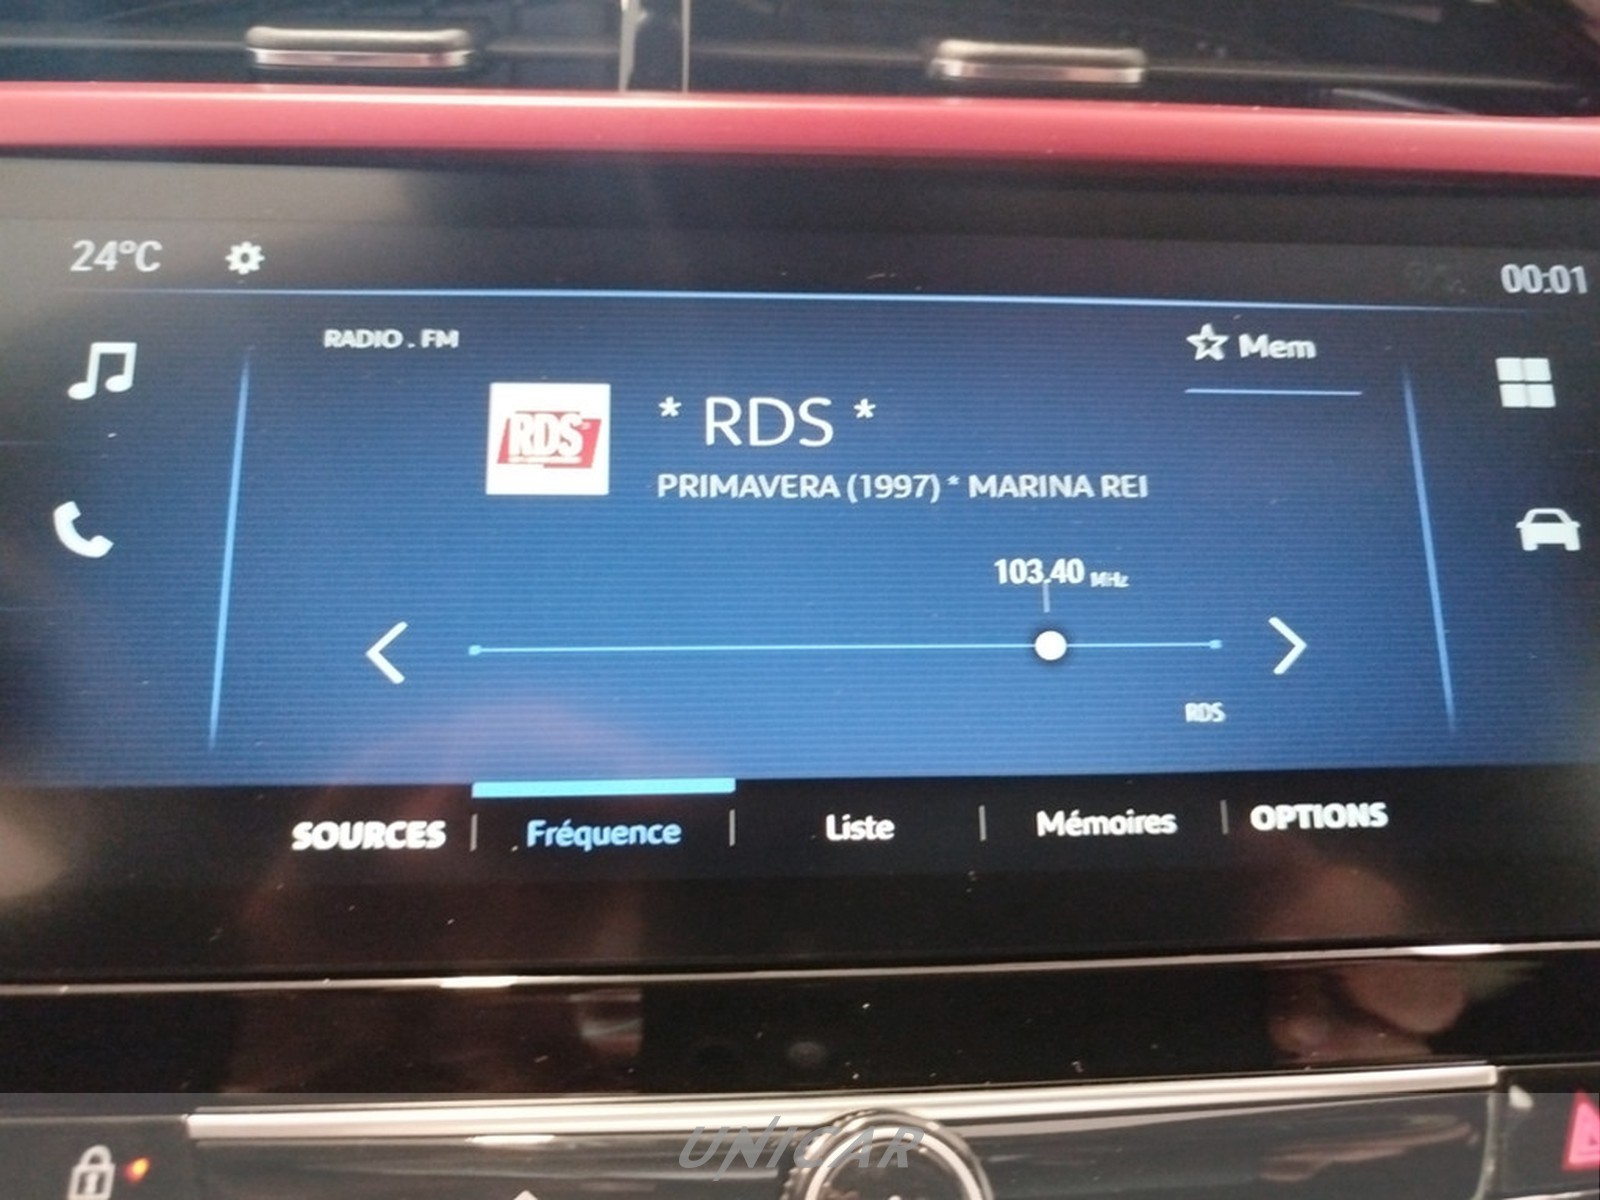 24°C
00:01
RADIO . FM
Mem
RDS
* RDS *
PRIMAVERA (1997) * MARINA REI
103.40 MHz
RDS
SOURCES | Fréquence | Liste | Mémoires | OPTIONS
UNICAR